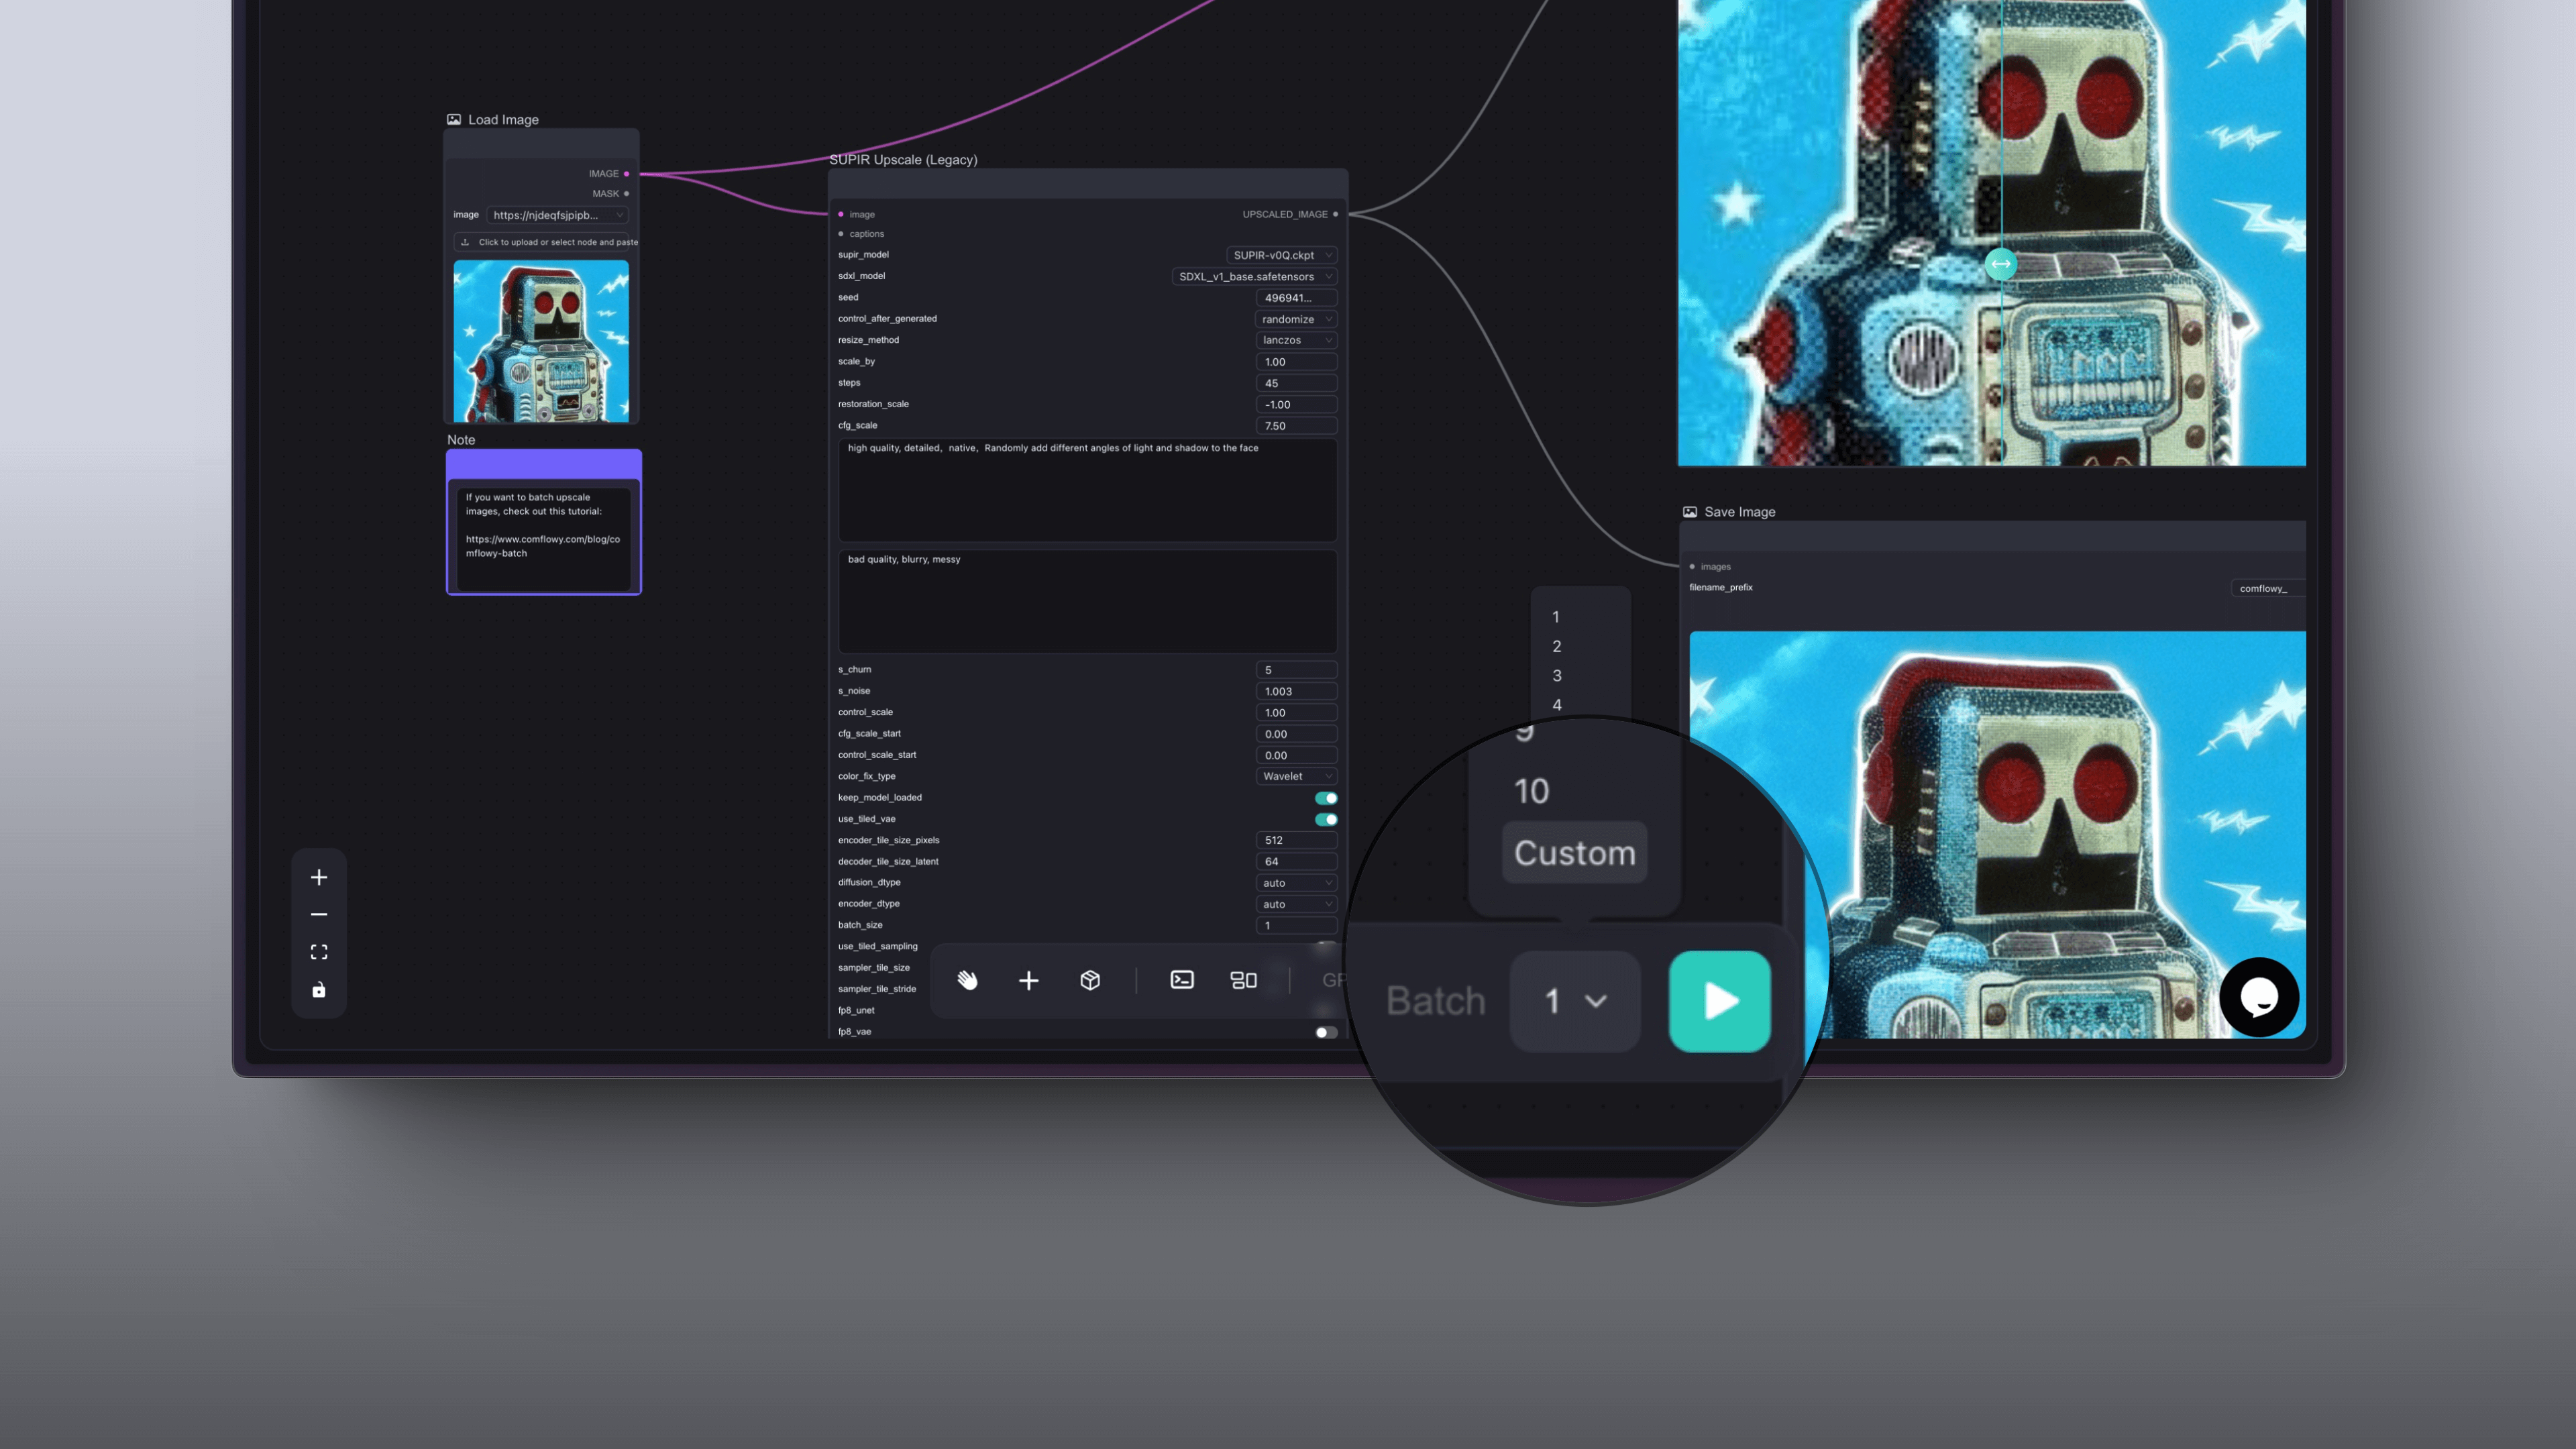 Load Image
IMAGE
MASK
image https://njdeqfsjpipb...
Click to upload or select node and paste
Note
If you want to batch upscale
images, check out this tutorial:
https://www.comflowy.com/blog/co
mflowy-batch
SUPIR Upscale (Legacy)
image UPSCALED_IMAGE
captions
supir_model SUPIR-v0Q.ckpt
sdxl_model SDXL_v1_base.safetensors
seed 496941...
control_after_generated randomize
resize_method lanczos
scale_by 1.00
steps 45
restoration_scale -1.00
cfg_scale 7.50
high quality, detailed, native, Randomly add different angles of light and shadow to the face
bad quality, blurry, messy
s_churn 5
s_noise 1.003
control_scale 1.00
cfg_scale_start 0.00
control_scale_start 0.00
color_fix_type Wavelet
keep_model_loaded
use_tiled_vae
encoder_tile_size_pixels 512
decoder_tile_size_latent 64
diffusion_dtype auto
encoder_dtype auto
batch_size 1
use_tiled_sampling
sampler_tile_size
sampler_tile_stride
fp8_unet
fp8_vae
1
2
3
4
9
10
Custom
Batch 1
Save Image
images
filename_prefix comflowy_